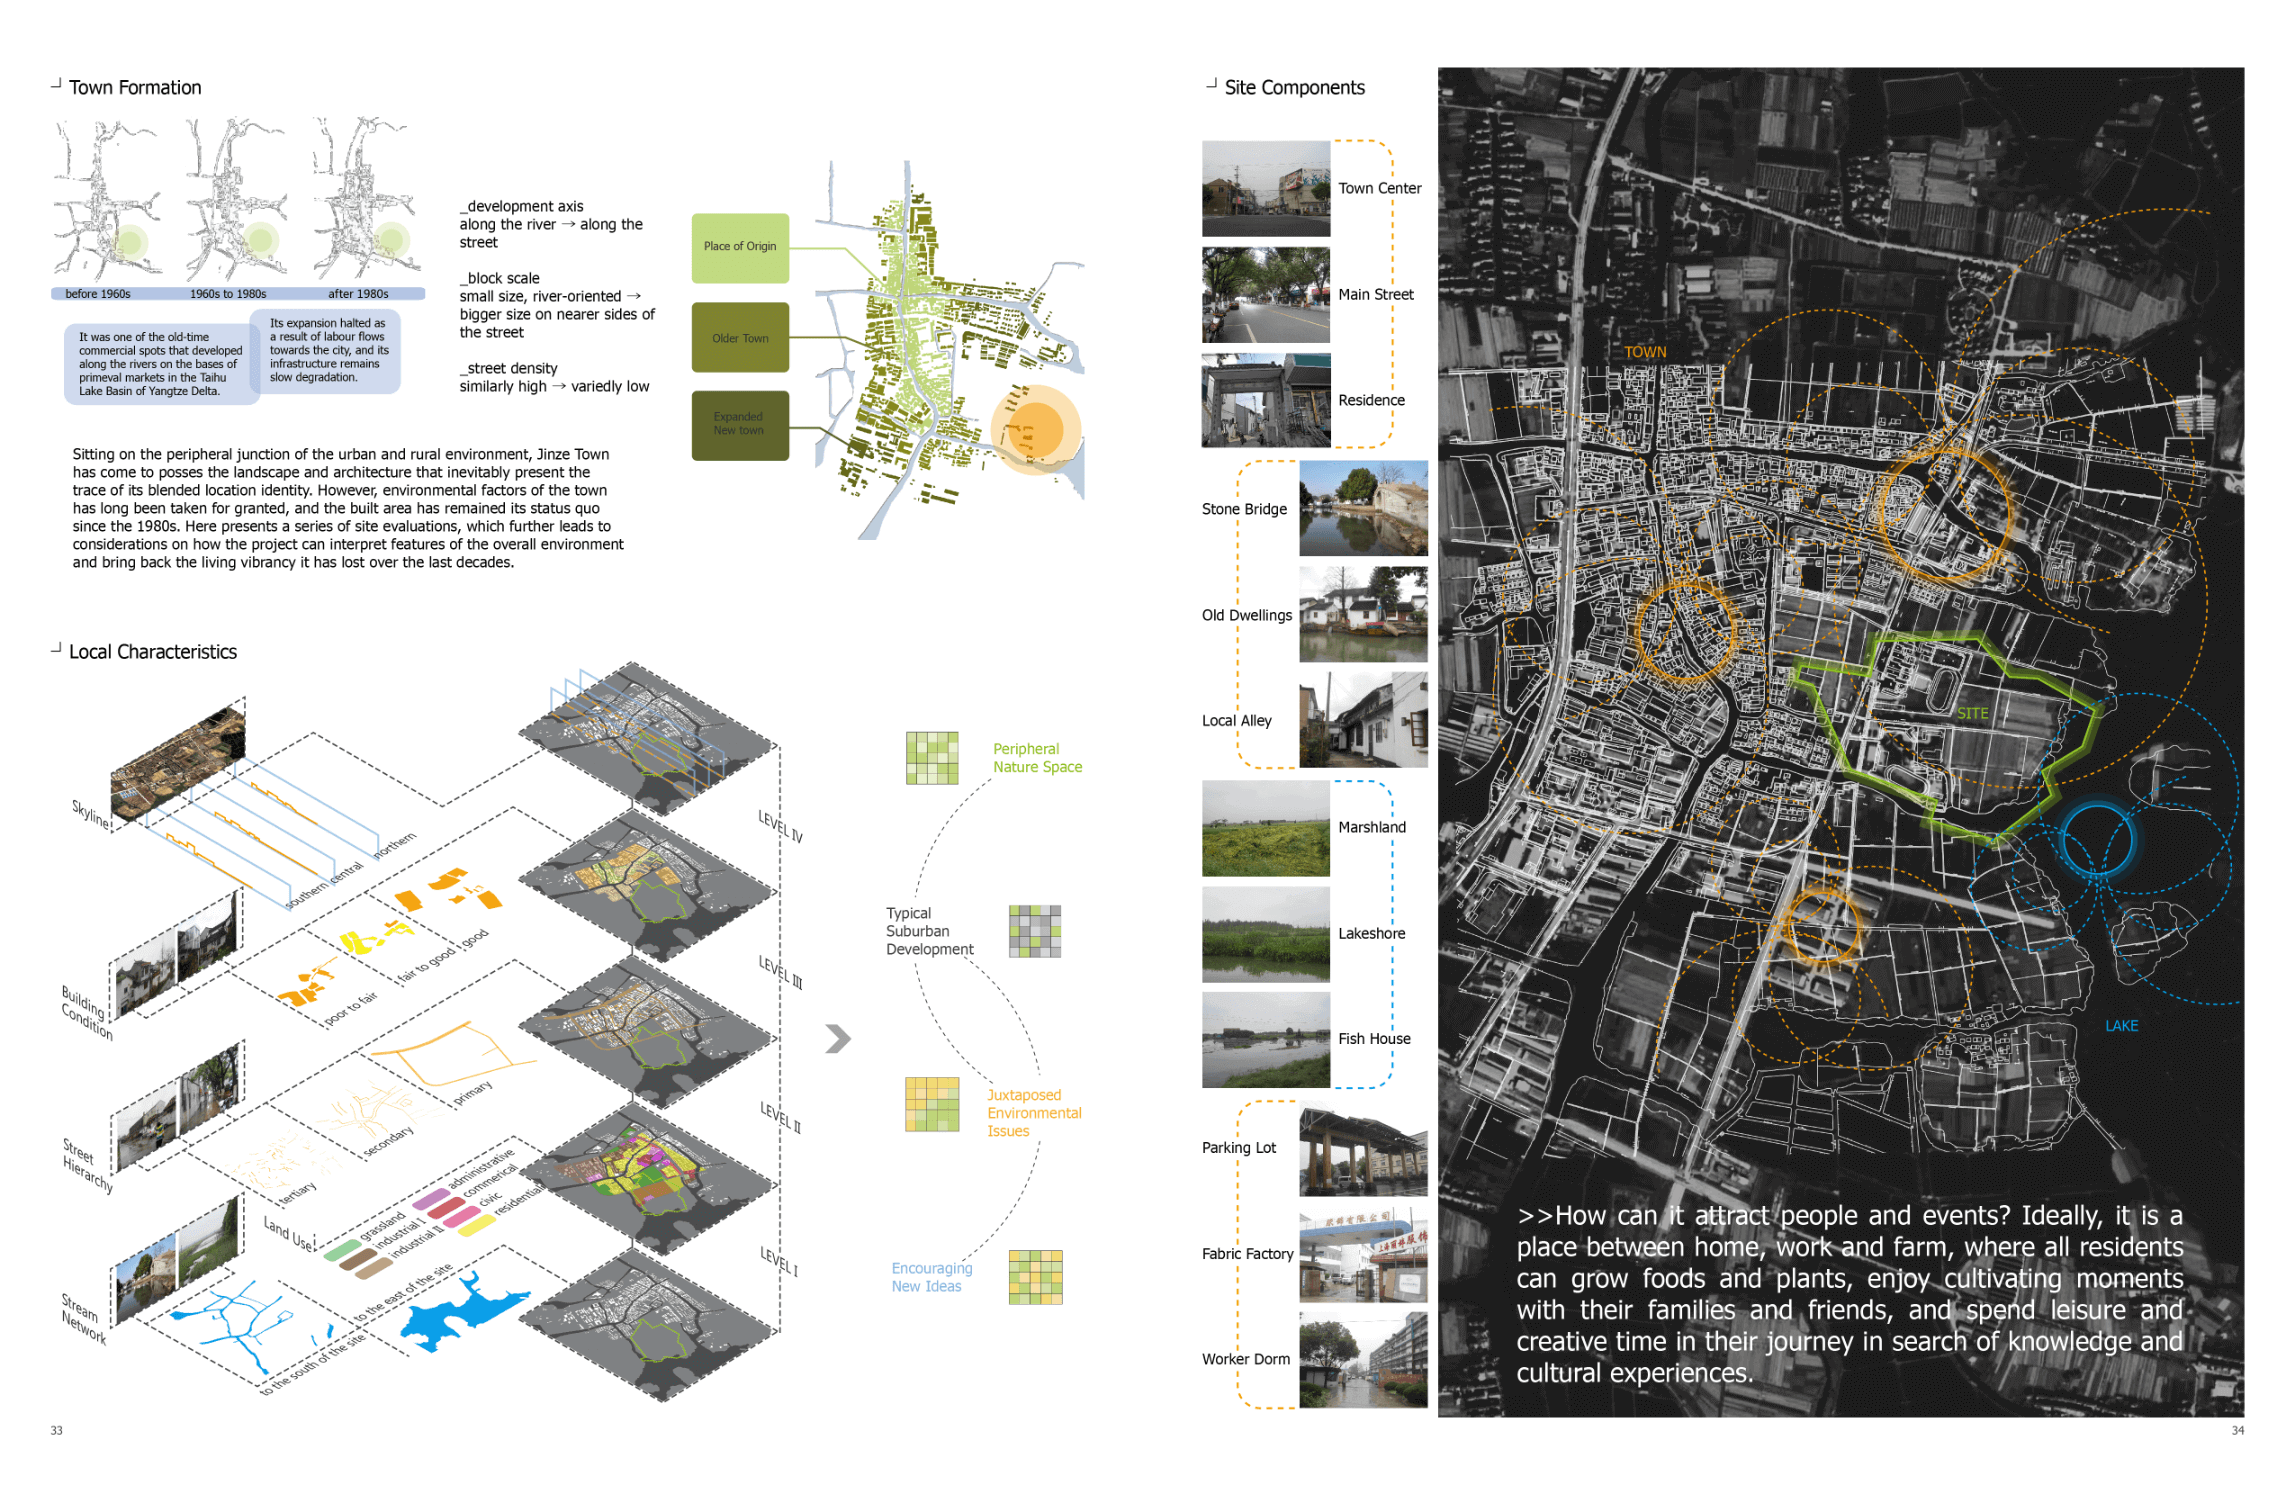 Town Formation
before 1960s
1960s to 1980s
after 1980s
It was one of the old-time
commercial spots that developed
along the rivers on the bases of
primeval markets in the Taihu
Lake Basin of Yangtze Delta.
Its expansion halted as
a result of labour flows
towards the city, and its
infrastructure remains
slow degradation.
_development axis
along the river → along the
street
_block scale
small size, river-oriented →
bigger size on nearer sides of
the street
_street density
similarly high → variedly low
Place of Origin
Older Town
Expanded
New town
Sitting on the peripheral junction of the urban and rural environment, Jinze Town
has come to posses the landscape and architecture that inevitably present the
trace of its blended location identity. However, environmental factors of the town
has long been taken for granted, and the built area has remained its status quo
since the 1980s. Here presents a series of site evaluations, which further leads to
considerations on how the project can interpret features of the overall environment
and bring back the living vibrancy it has lost over the last decades.
Local Characteristics
Skyline
southern
central
northern
LEVEL IV
Building
Condition
poor to fair
fair to good
good
LEVEL III
Street
Hierarchy
tertiary
secondary
primary
LEVEL II
Land Use
grassland
industrial I
industrial II
administrative
commerical
civic
residential
LEVEL I
Stream
Network
to the south of the site
to the east of the site
Peripheral
Nature Space
Typical
Suburban
Development
Juxtaposed
Environmental
Issues
Encouraging
New Ideas
33
Site Components
Town Center
Main Street
Residence
Stone Bridge
Old Dwellings
Local Alley
Marshland
Lakeshore
Fish House
Parking Lot
Fabric Factory
Worker Dorm
TOWN
SITE
LAKE
>>How can it attract people and events? Ideally, it is a
place between home, work and farm, where all residents
can grow foods and plants, enjoy cultivating moments
with their families and friends, and spend leisure and
creative time in their journey in search of knowledge and
cultural experiences.
34